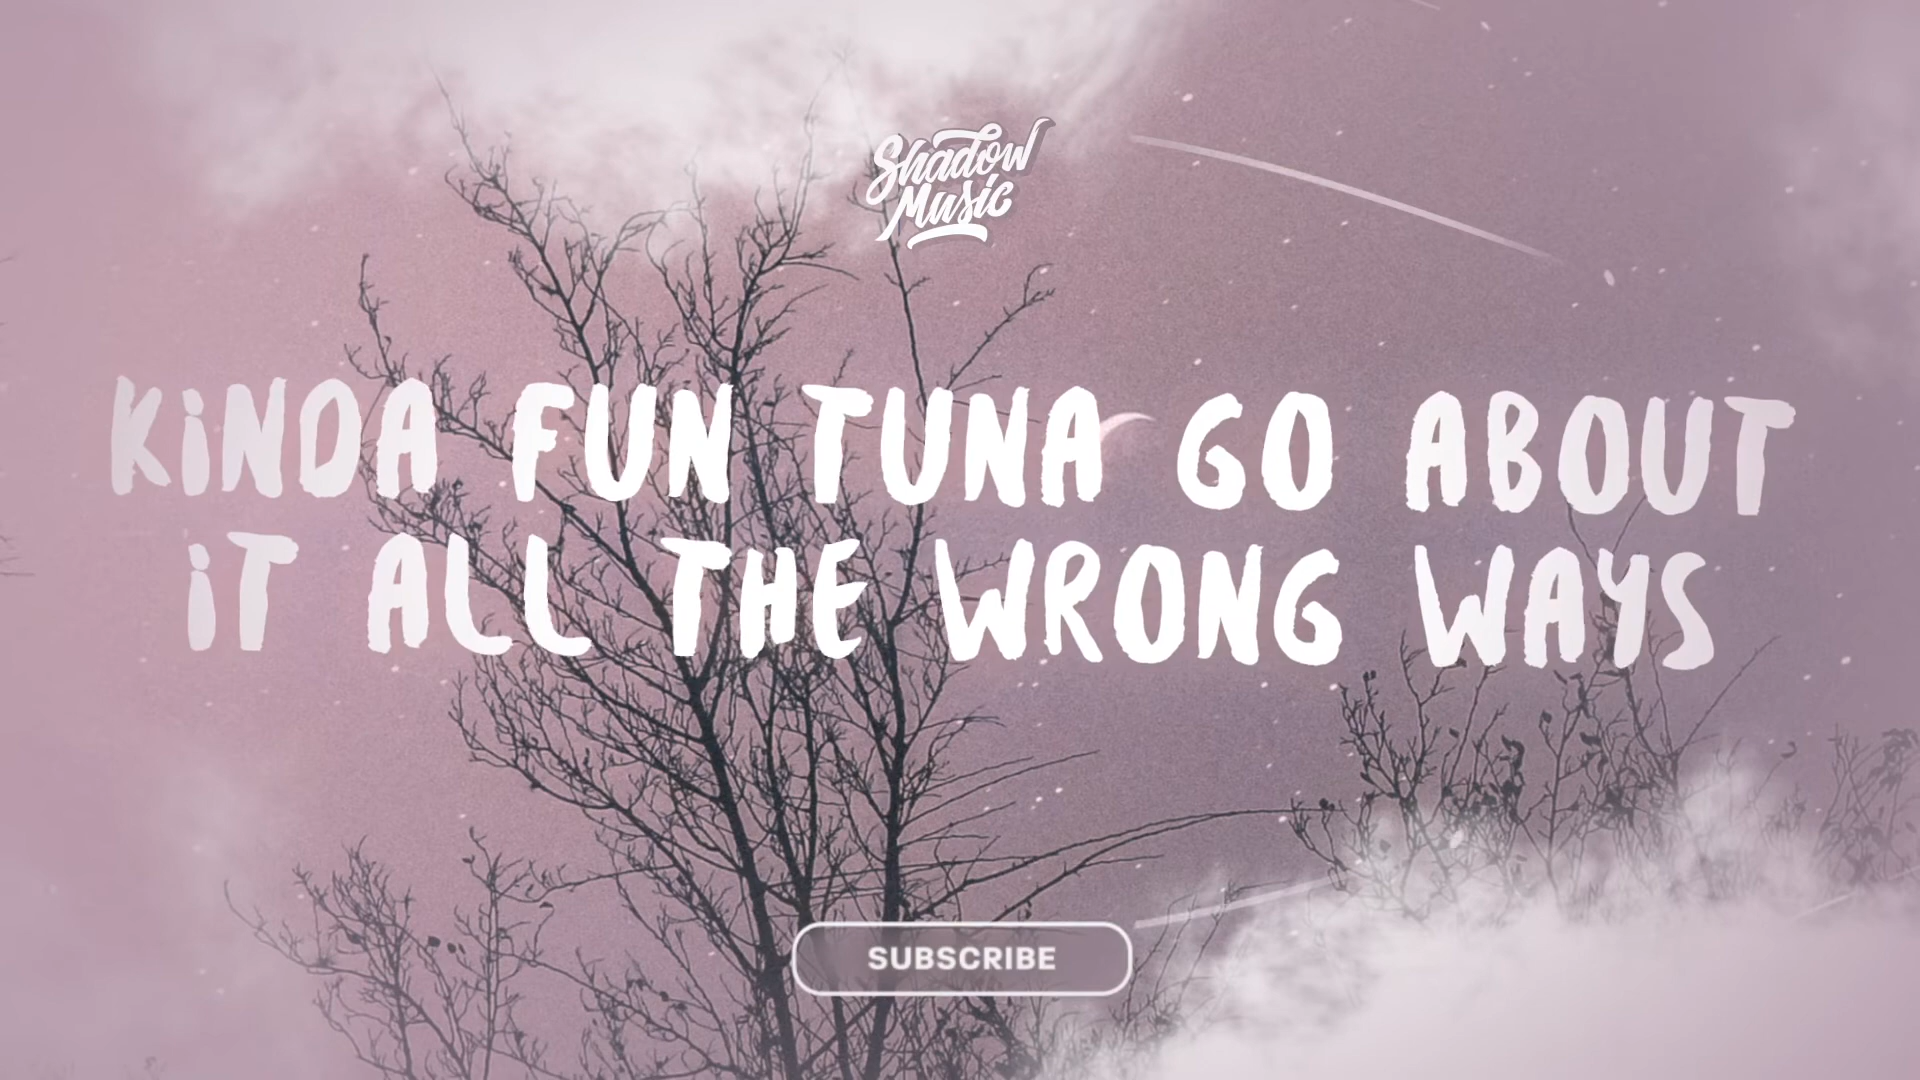 Shadow
Music
KiNDA FUN TUNA GO ABOUT
iT ALL THE WRONG WAYS
SUBSCRIBE